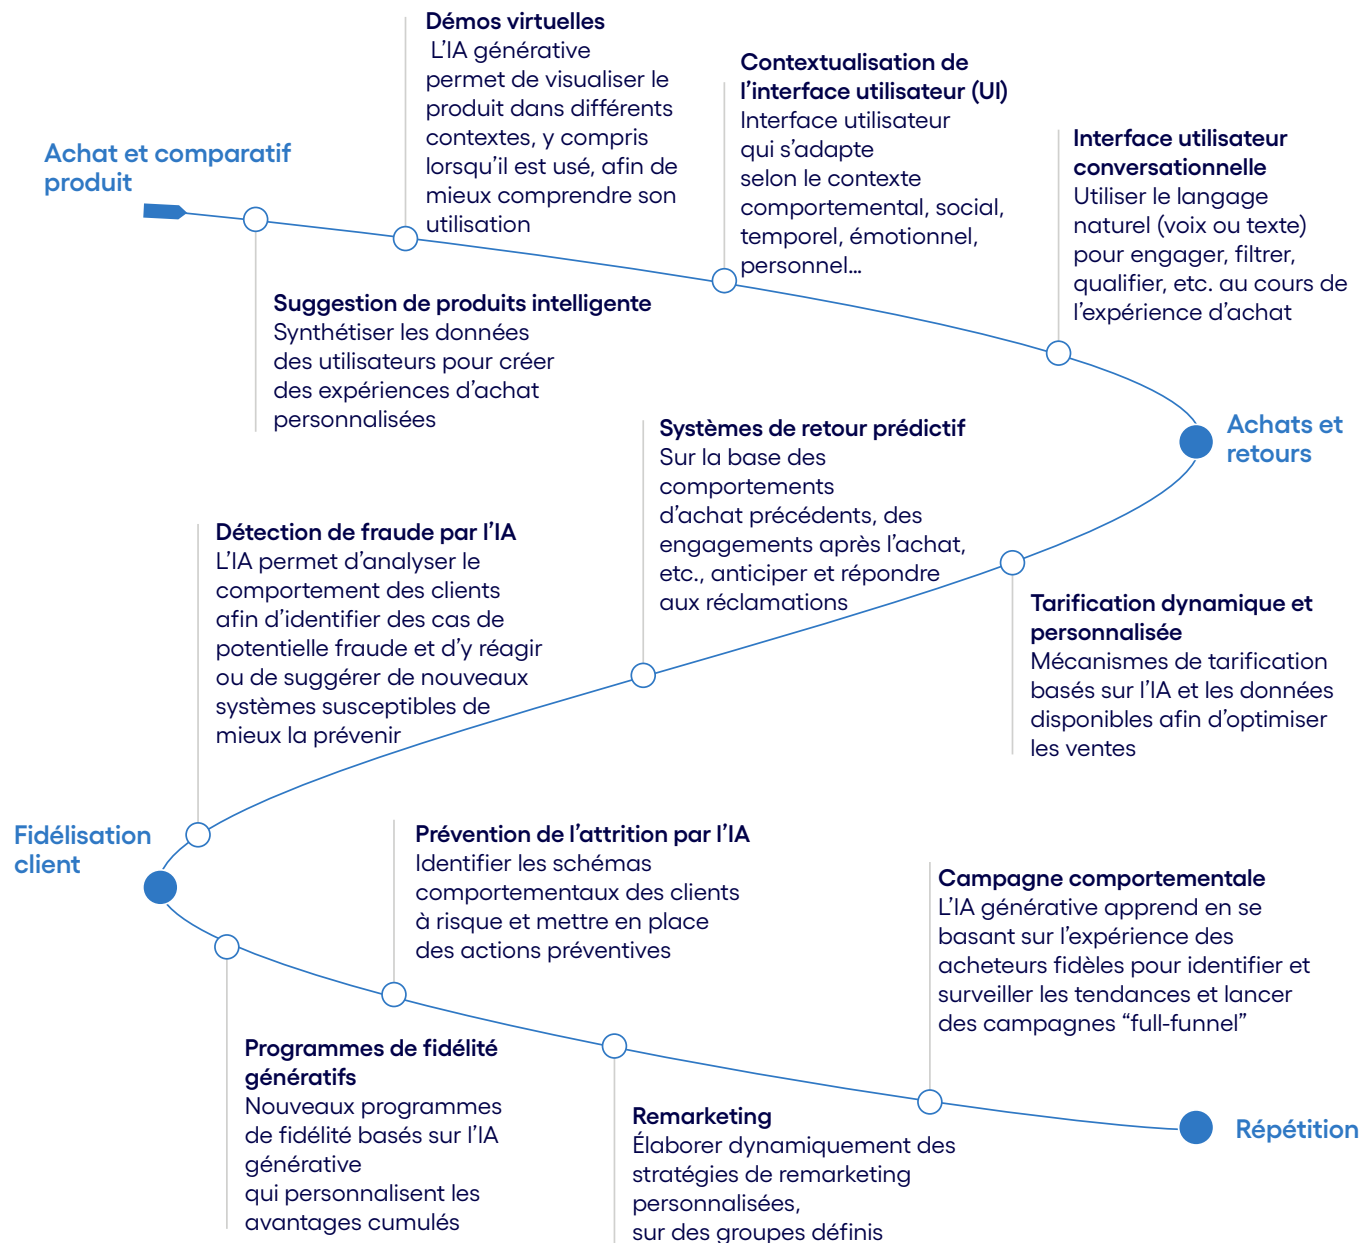 Achat et comparatif
produit
Suggestion de produits intelligente
Synthétiser les données
des utilisateurs pour créer
des expériences d'achat
personnalisées
Démos virtuelles
L'IA générative
permet de visualiser le
produit dans différents
contextes, y compris
lorsqu'il est usé, afin de
mieux comprendre son
utilisation
Contextualisation de
l'interface utilisateur (UI)
Interface utilisateur
qui s'adapte
selon le contexte
comportemental, social,
temporel, émotionnel,
personnel...
Interface utilisateur
conversationnelle
Utiliser le langage
naturel (voix ou texte)
pour engager, filtrer,
qualifier, etc. au cours de
l'expérience d'achat
Achats et
retours
Tarification dynamique et
personnalisée
Mécanismes de tarification
basés sur l'IA et les données
disponibles afin d'optimiser
les ventes
Systèmes de retour prédictif
Sur la base des
comportements
d'achat précédents, des
engagements après l'achat,
etc., anticiper et répondre
aux réclamations
Détection de fraude par l'IA
L'IA permet d'analyser le
comportement des clients
afin d'identifier des cas de
potentielle fraude et d'y réagir
ou de suggérer de nouveaux
systèmes susceptibles de
mieux la prévenir
Fidélisation
client
Programmes de fidélité
génératifs
Nouveaux programmes
de fidélité basés sur l'IA
générative
qui personnalisent les
avantages cumulés
Prévention de l'attrition par l'IA
Identifier les schémas
comportementaux des clients
à risque et mettre en place
des actions préventives
Remarketing
Élaborer dynamiquement des
stratégies de remarketing
personnalisées,
sur des groupes définis
Campagne comportementale
L'IA générative apprend en se
basant sur l'expérience des
acheteurs fidèles pour identifier et
surveiller les tendances et lancer
des campagnes “full-funnel”
Répétition